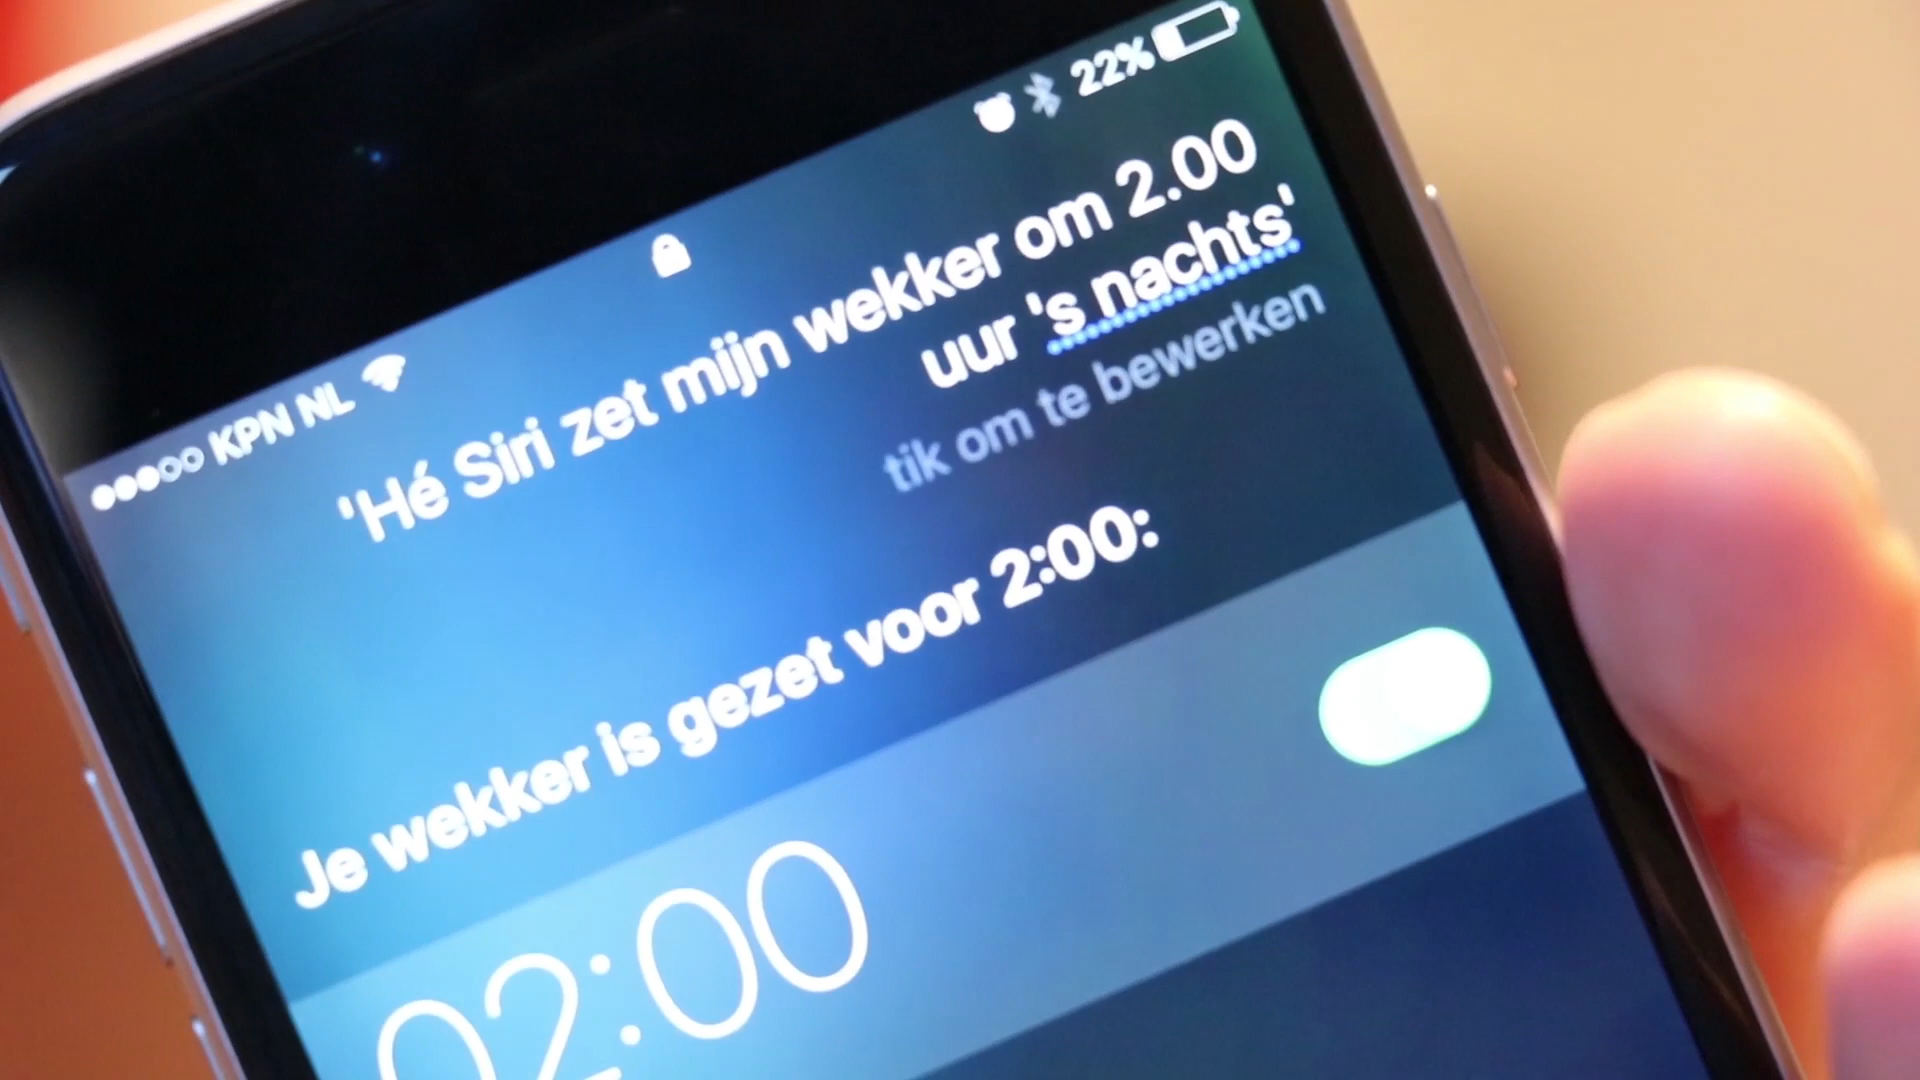 ●●●○○ KPN NL 22%
'Hé Siri zet mijn wekker om 2.00
uur 's nachts'
tik om te bewerken
Je wekker is gezet voor 2:00:
02:00